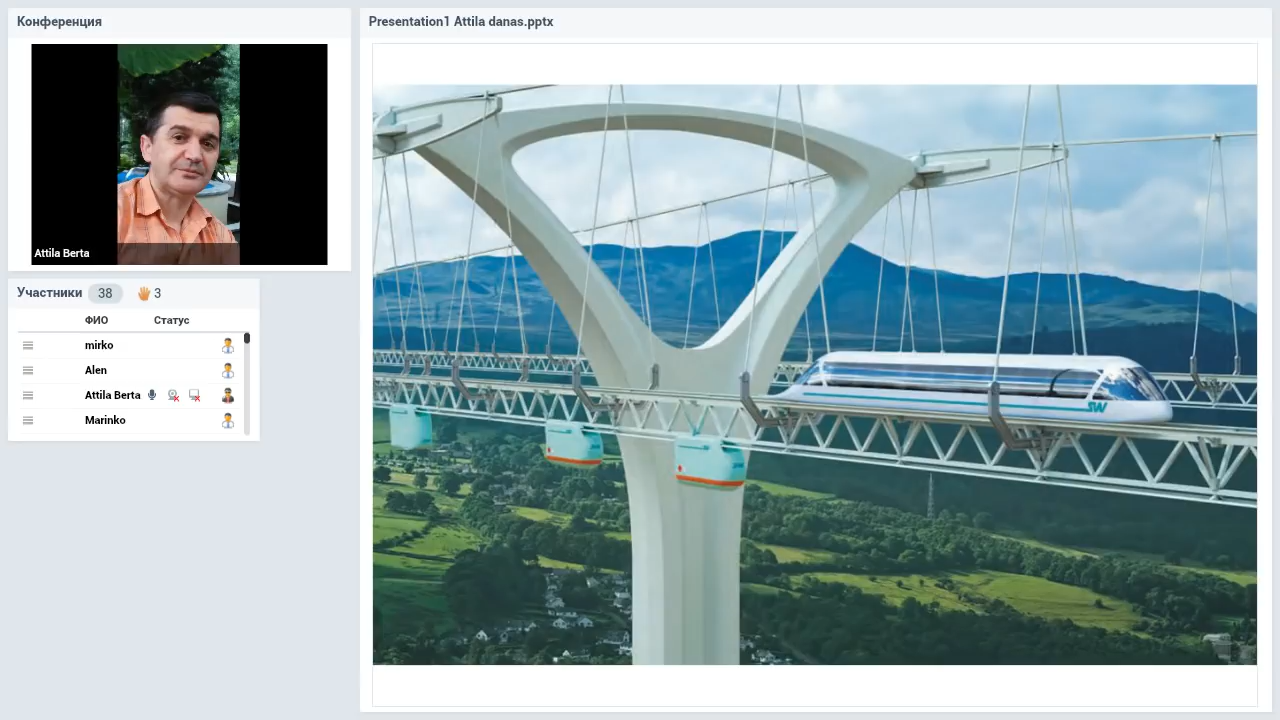 Конференция
Attila Berta
Участники 38 3
ФИО Статус
mirko
Alen
Attila Berta
Marinko
Presentation1 Attila danas.pptx
SW